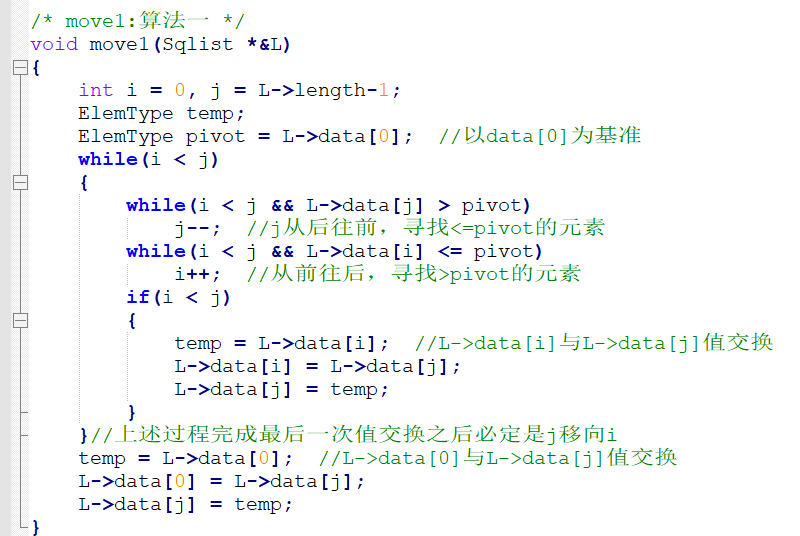 /* move1:算法一 */
void move1(Sqlist *&L)
{
    int i = 0, j = L->length-1;
    ElemType temp;
    ElemType pivot = L->data[0];  //以data[0]为基准
    while(i < j)
    {
        while(i < j && L->data[j] > pivot)
            j--;  //j从后往前，寻找<=pivot的元素
        while(i < j && L->data[i] <= pivot)
            i++;  //从前往后，寻找>pivot的元素
        if(i < j)
        {
            temp = L->data[i];  //L->data[i]与L->data[j]值交换
            L->data[i] = L->data[j];
            L->data[j] = temp;
        }
    }//上述过程完成最后一次值交换之后必定是j移向i
    temp = L->data[0];  //L->data[0]与L->data[j]值交换
    L->data[0] = L->data[j];
    L->data[j] = temp;
}